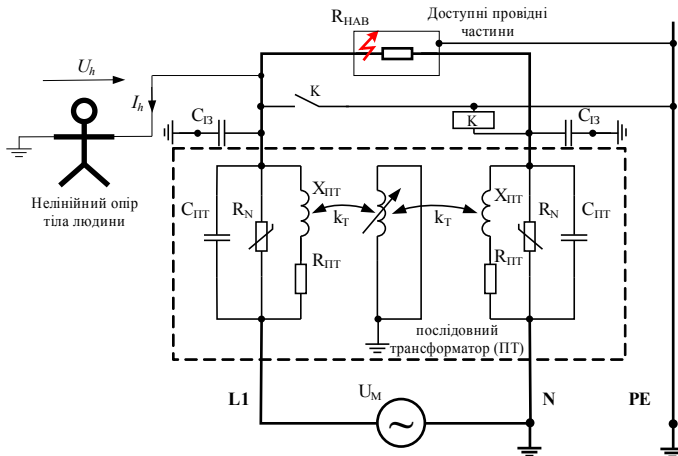 R_НАВ
Доступні провідні
частини
U_h
I_h
K
C_ІЗ
K
C_ІЗ
Нелінійний опір
тіла людини
C_ПТ
R_N
X_ПТ
k_T
k_T
X_ПТ
R_N
C_ПТ
R_ПТ
R_ПТ
послідовний
трансформатор (ПТ)
L1
U_М
~
N
PE